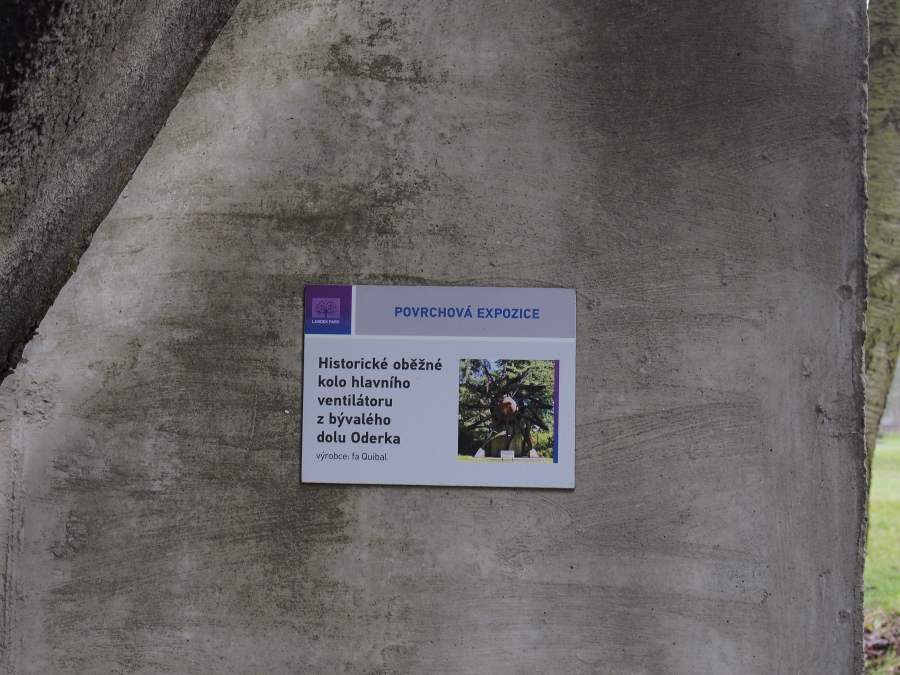 POVRCHOVÁ EXPOZICE
LANDEK PARK
Historické oběžné
kolo hlavního
ventilátoru
z bývalého
dolu Oderka
výrobce: fa Quibal